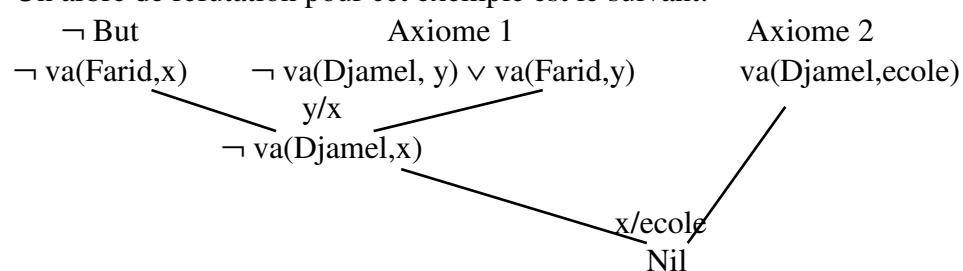 Un arbre de réfutation pour cet exemple est le suivant:
¬ But Axiome 1 Axiome 2
¬ va(Farid,x) ¬ va(Djamel, y) ∨ va(Farid,y) va(Djamel,ecole)
y/x
¬ va(Djamel,x)
x/ecole
Nil